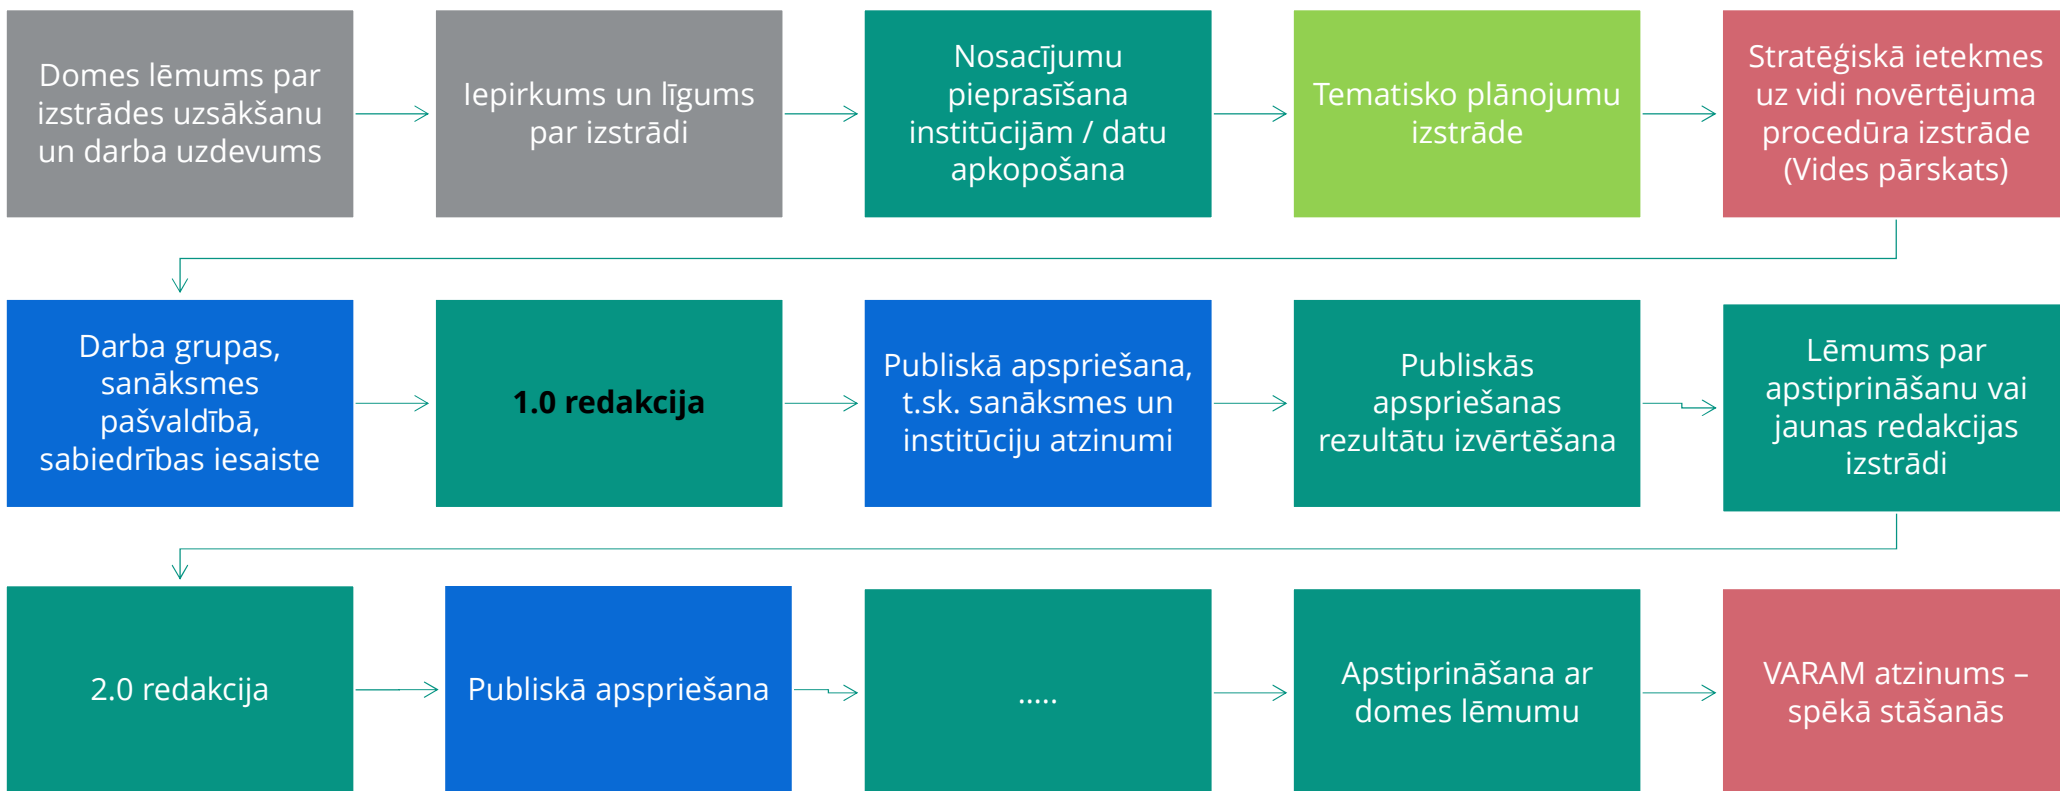 Domes lēmums par
izstrādes uzsākšanu
un darba uzdevums
Iepirkums un līgums
par izstrādi
Nosacījumu
pieprasīšana
institūcijām / datu
apkopošana
Tematisko plānojumu
izstrāde
Stratēģiskā ietekmes
uz vidi novērtējuma
procedūra izstrāde
(Vides pārskats)
Darba grupas,
sanāksmes
pašvaldībā,
sabiedrības iesaiste
1.0 redakcija
Publiskā apspriešana,
t.sk. sanāksmes un
institūciju atzinumi
Publiskās
apspriešanas
rezultātu izvērtēšana
Lēmums par
apstiprināšanu vai
jaunas redakcijas
izstrādi
2.0 redakcija
Publiskā apspriešana
.....
Apstiprināšana ar
domes lēmumu
VARAM atzinums –
spēkā stāšanās